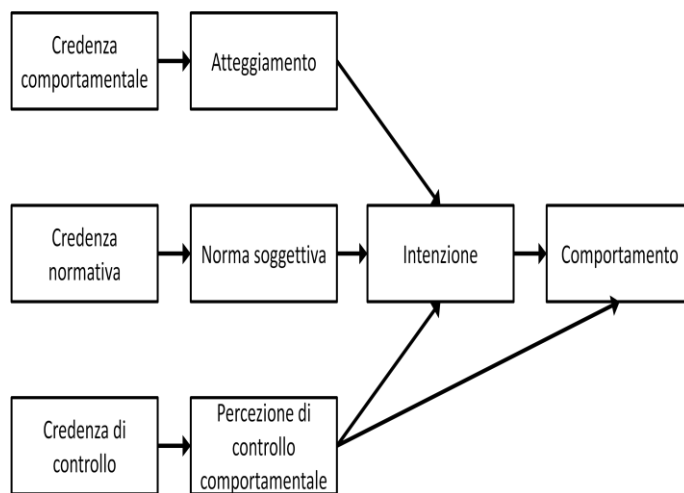 Credenza
comportamentale
Atteggiamento
Credenza
normativa
Norma soggettiva
Intenzione
Comportamento
Credenza di
controllo
Percezione di
controllo
comportamentale